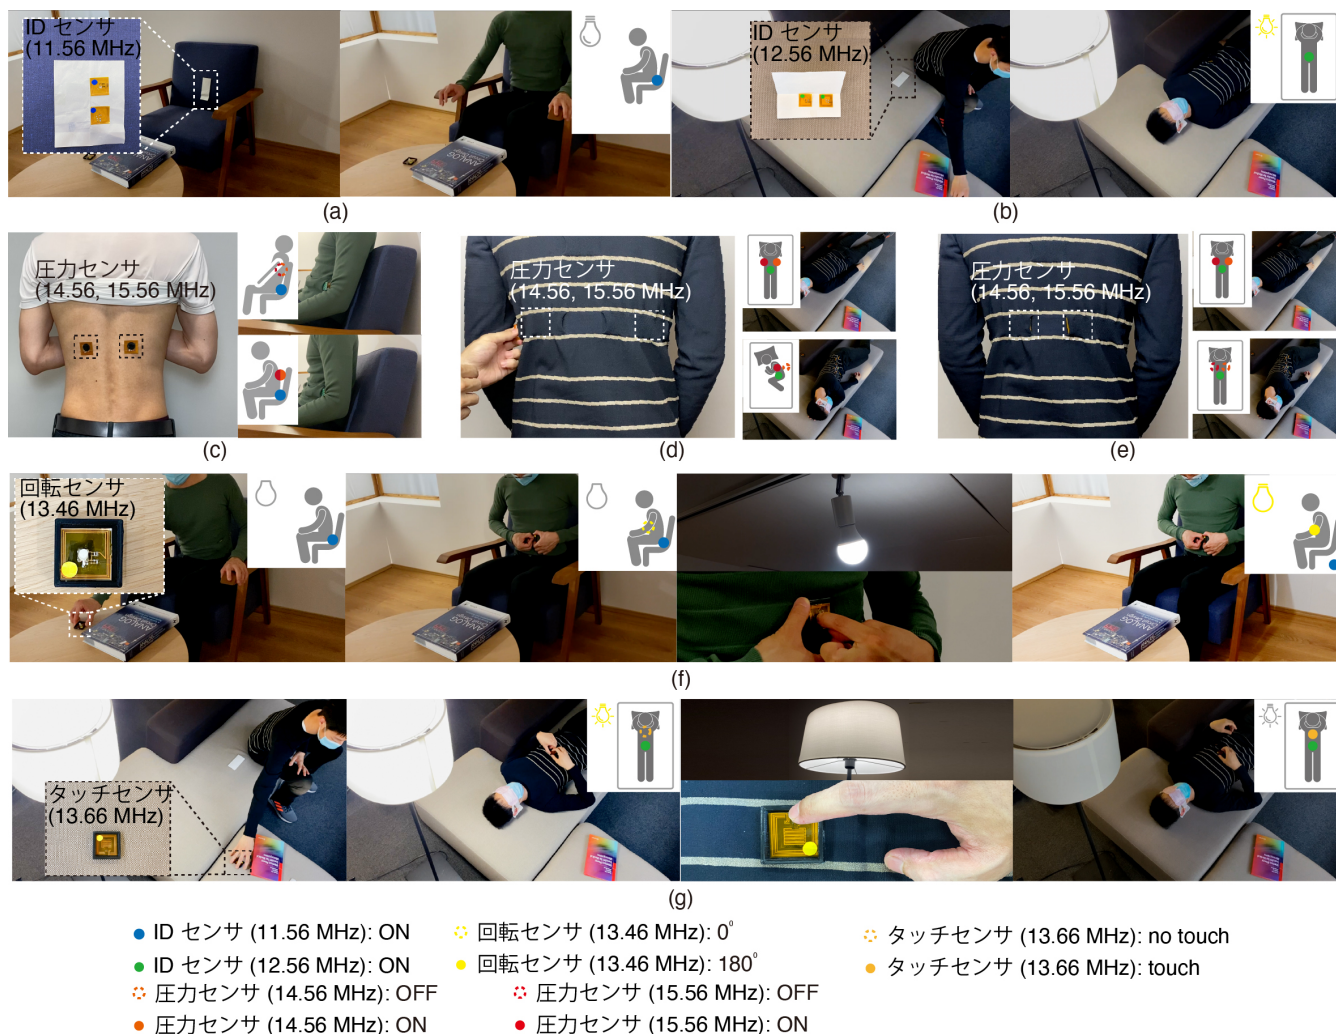 ID センサ
(11.56 MHz)
ANALOG
(a)
ID センサ
(12.56 MHz)
(b)
圧力センサ
(14.56, 15.56 MHz)
(c)
圧力センサ
(14.56, 15.56 MHz)
(d)
圧力センサ
(14.56, 15.56 MHz)
(e)
回転センサ
(13.46 MHz)
ANALOG
(f)
タッチセンサ
(13.66 MHz)
(g)
ID センサ (11.56 MHz): ON
ID センサ (12.56 MHz): ON
圧力センサ (14.56 MHz): OFF
圧力センサ (14.56 MHz): ON
回転センサ (13.46 MHz): 0°
回転センサ (13.46 MHz): 180°
圧力センサ (15.56 MHz): OFF
圧力センサ (15.56 MHz): ON
タッチセンサ (13.66 MHz): no touch
タッチセンサ (13.66 MHz): touch